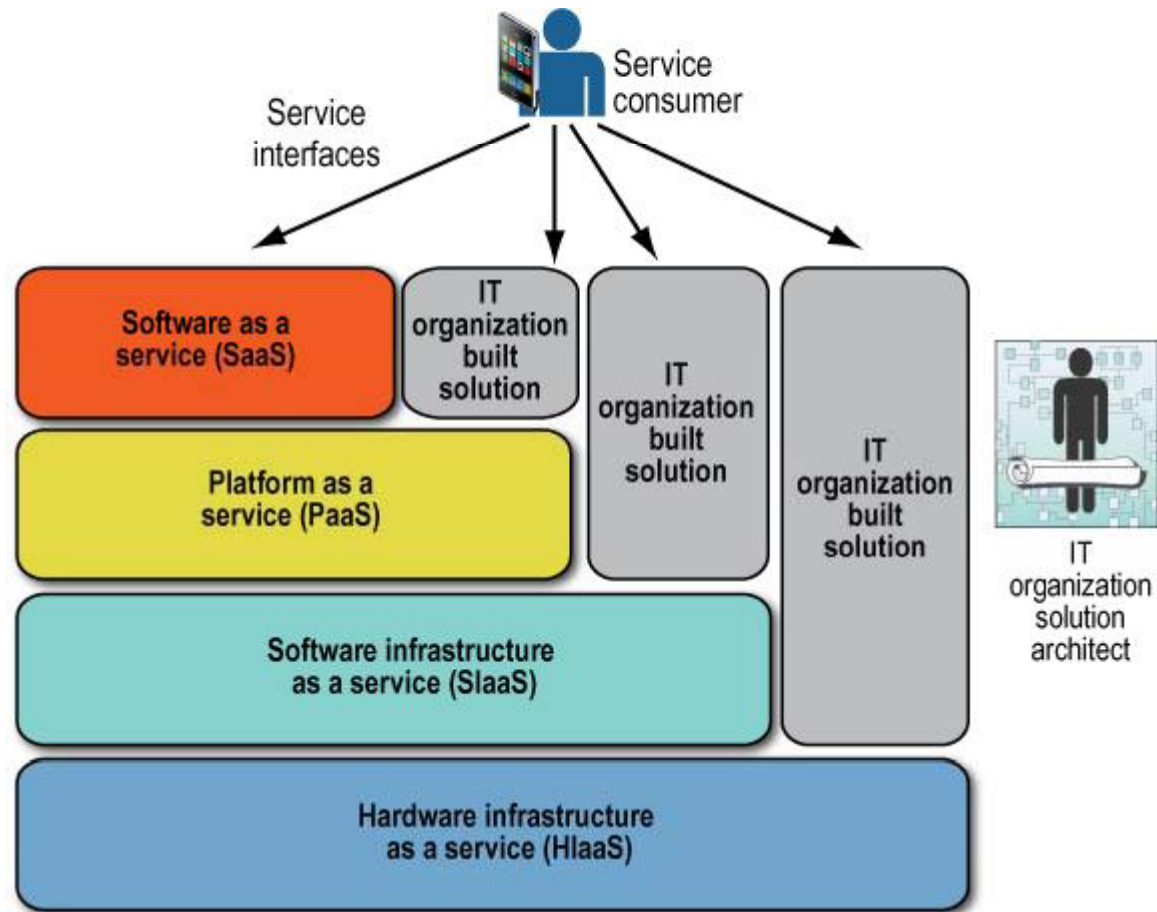 Service
consumer
Service
interfaces
Software as a
service (SaaS)
IT
organization
built
solution
IT
organization
built
solution
IT
organization
built
solution
Platform as a
service (PaaS)
IT
organization
solution
architect
Software infrastructure
as a service (SIaaS)
Hardware infrastructure
as a service (HIaaS)